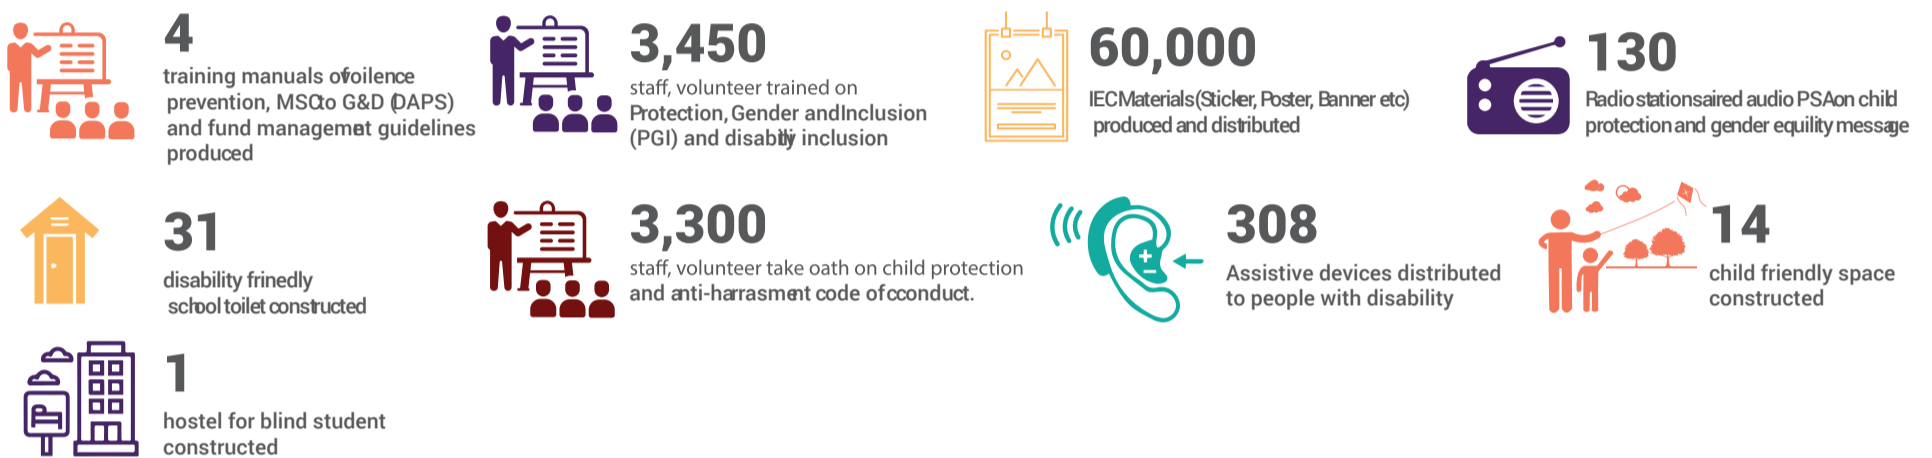 4
training manuals ofvoilence
prevention, MSC to G&D (DAPS)
and fund management guidelines
produced
3,450
staff, volunteer trained on
Protection, Gender and Inclusion
(PGI) and disability inclusion
60,000
IEC Materials (Sticker, Poster, Banner etc)
produced and distributed
130
Radio stations aired audio PSA on child
protection and gender equility message
31
disability frinedly
school toilet constructed
3,300
staff, volunteer take oath on child protection
and anti-harrasment code of cconduct.
308
Assistive devices distributed
to people with disability
14
child friendly space
constructed
1
hostel for blind student
constructed